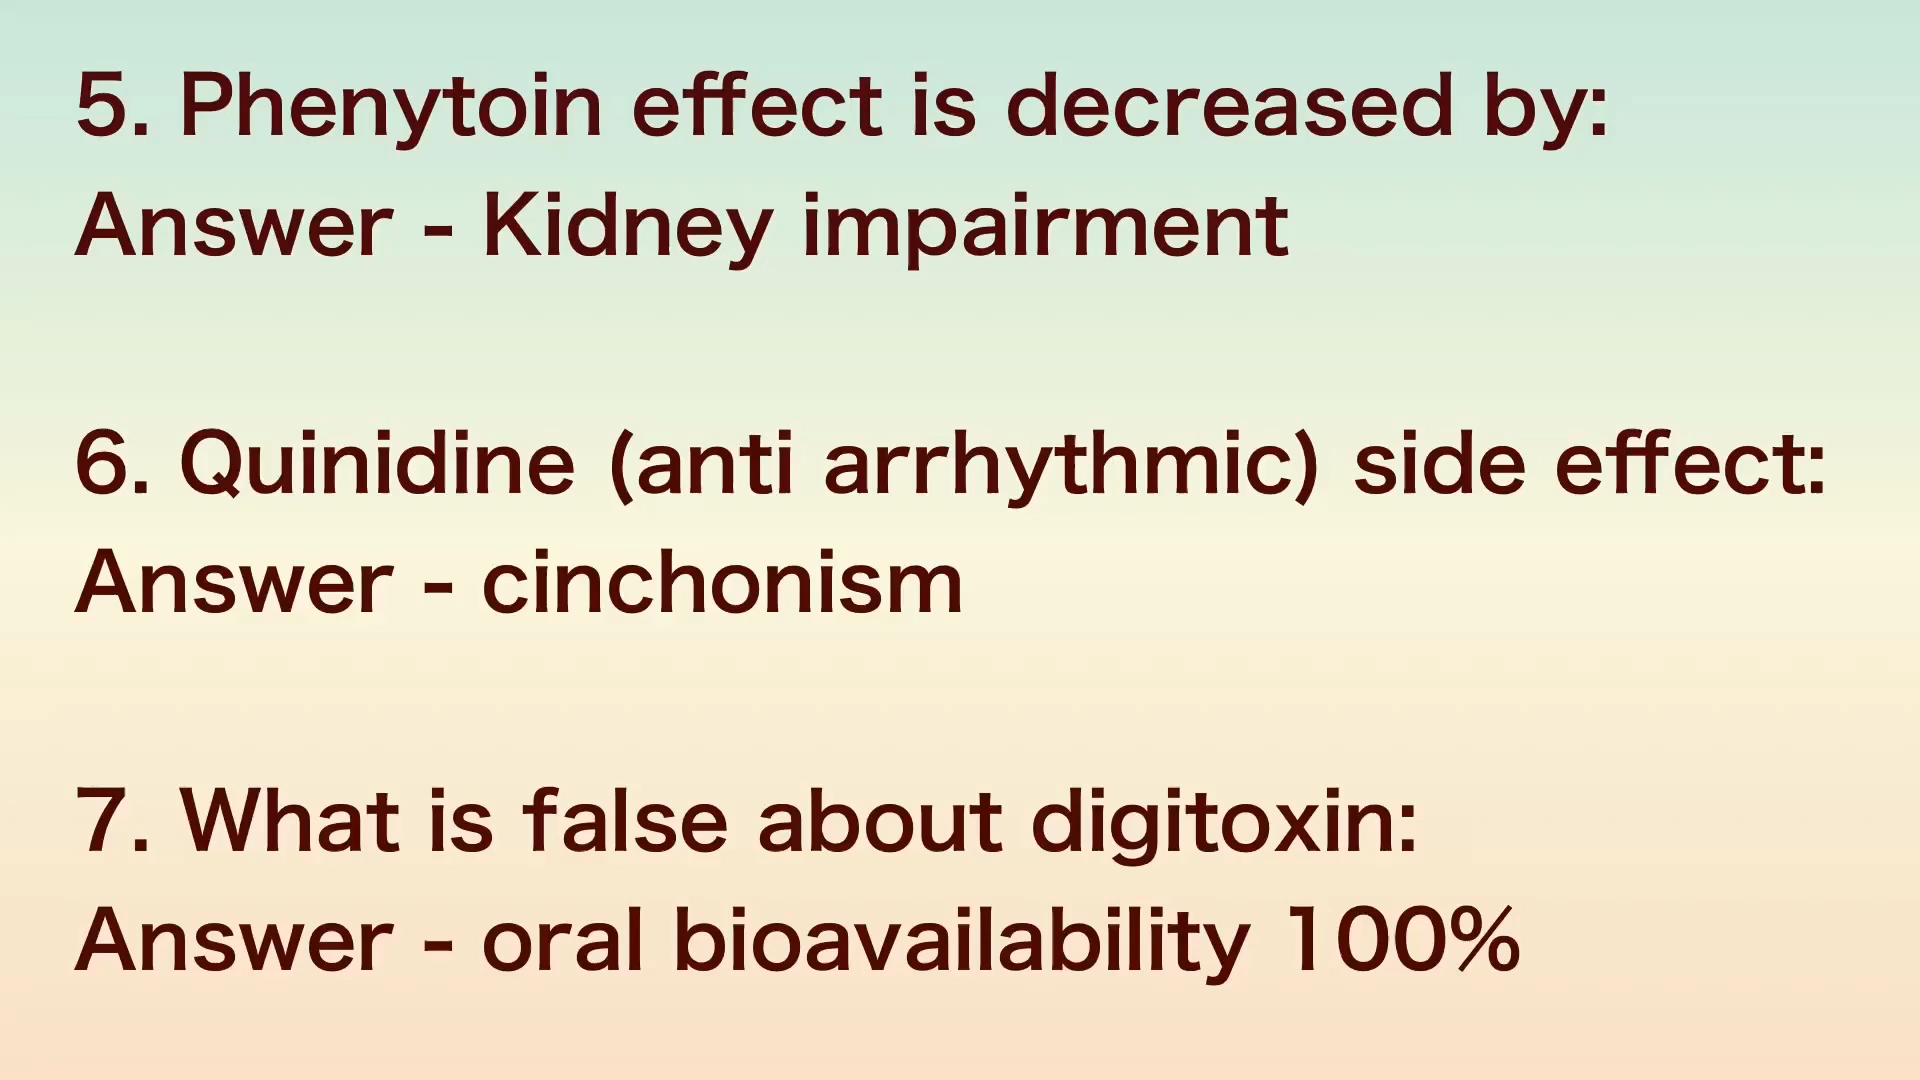 5. Phenytoin effect is decreased by:
Answer - Kidney impairment
6. Quinidine (anti arrhythmic) side effect:
Answer - cinchonism
7. What is false about digitoxin:
Answer - oral bioavailability 100%